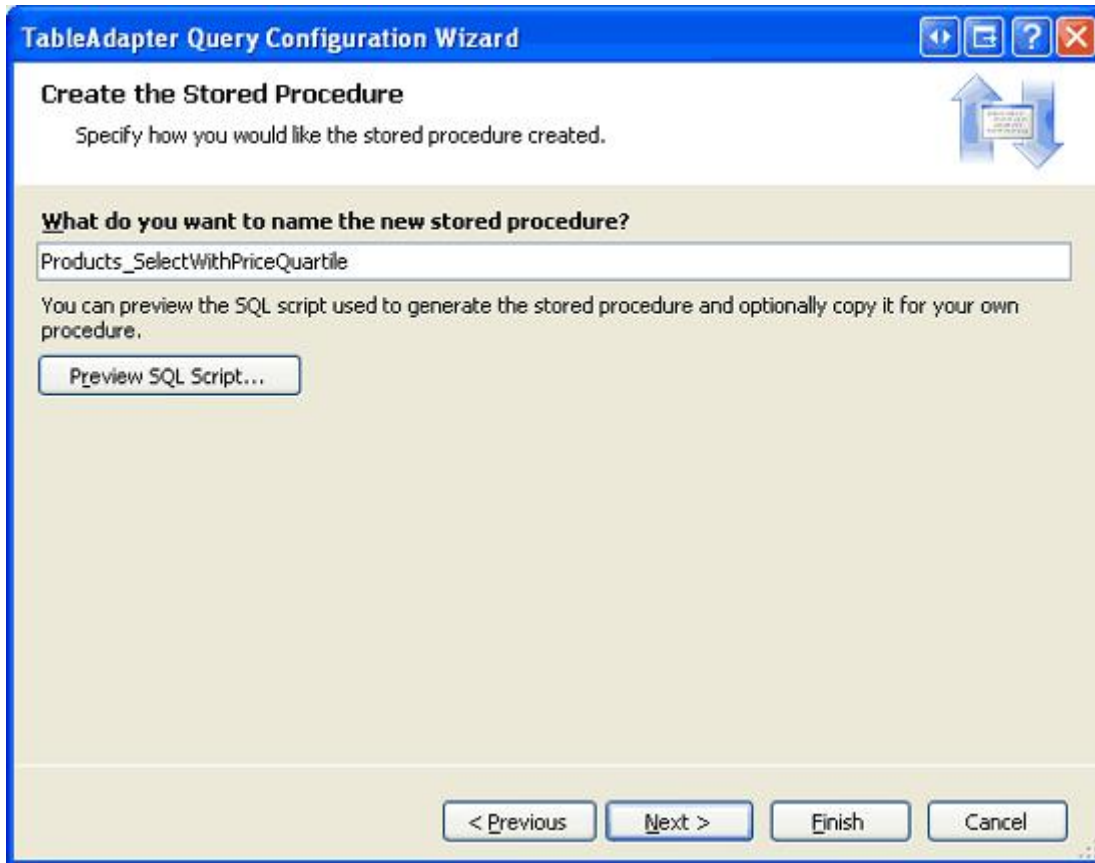 TableAdapter Query Configuration Wizard
Create the Stored Procedure
Specify how you would like the stored procedure created.
What do you want to name the new stored procedure?
Products_SelectWithPriceQuartile
You can preview the SQL script used to generate the stored procedure and optionally copy it for your own
procedure.
Preview SQL Script...
< Previous
Next >
Finish
Cancel